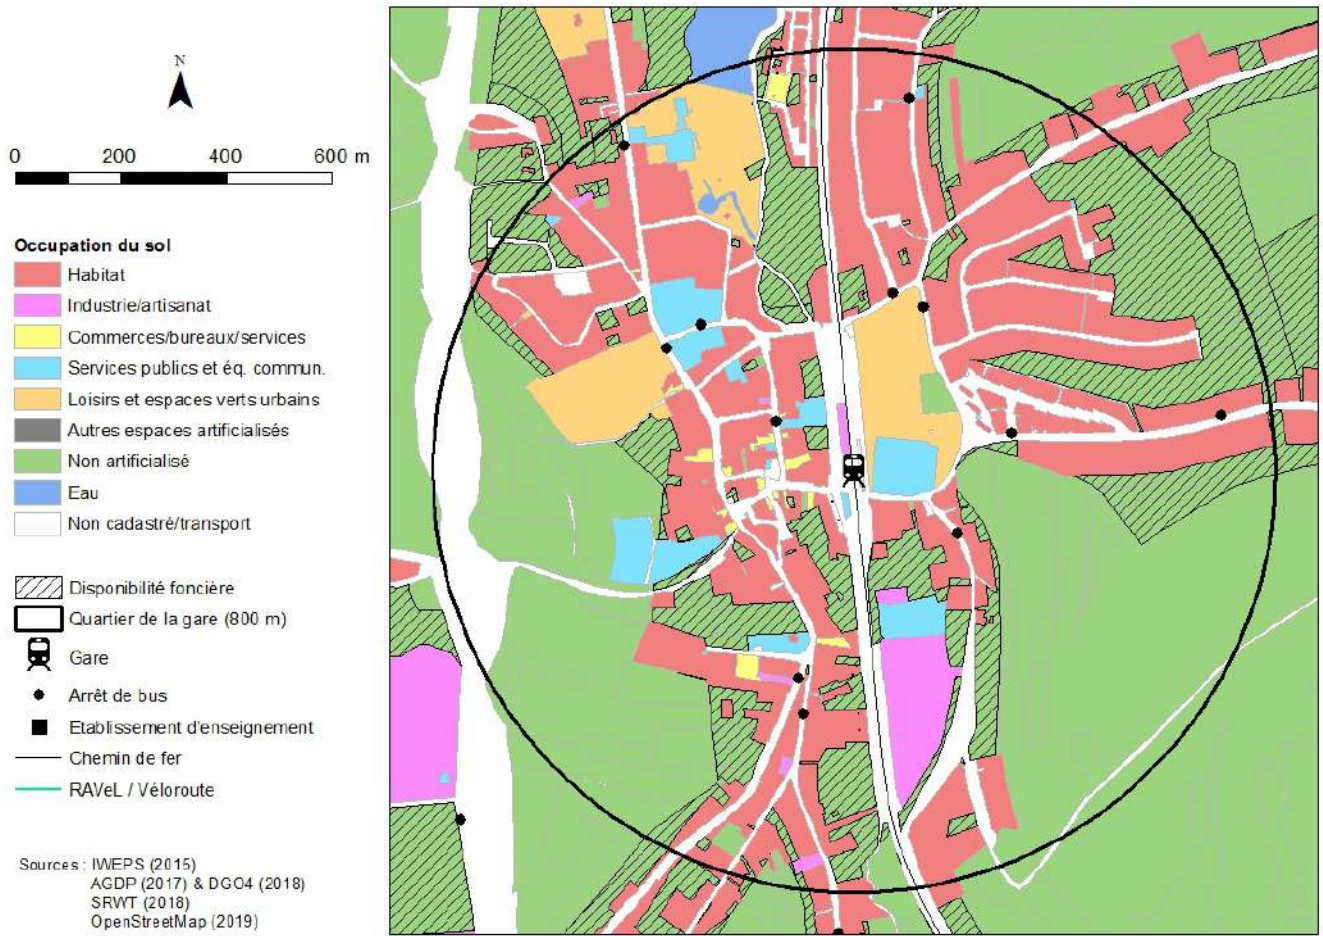 N
0 200 400 600 m
Occupation du sol
Habitat
Industrie/artisanat
Commerces/bureaux/services
Services publics et éq. commun.
Loisirs et espaces verts urbains
Autres espaces artificialisés
Non artificialisé
Eau
Non cadastré/transport
Disponibilité foncière
Quartier de la gare (800 m)
Gare
Arrêt de bus
Etablissement d'enseignement
Chemin de fer
RAVeL / Véloroute
Sources : IWEPS (2015)
AGDP (2017) & DGO4 (2018)
SRWT (2018)
OpenStreetMap (2019)